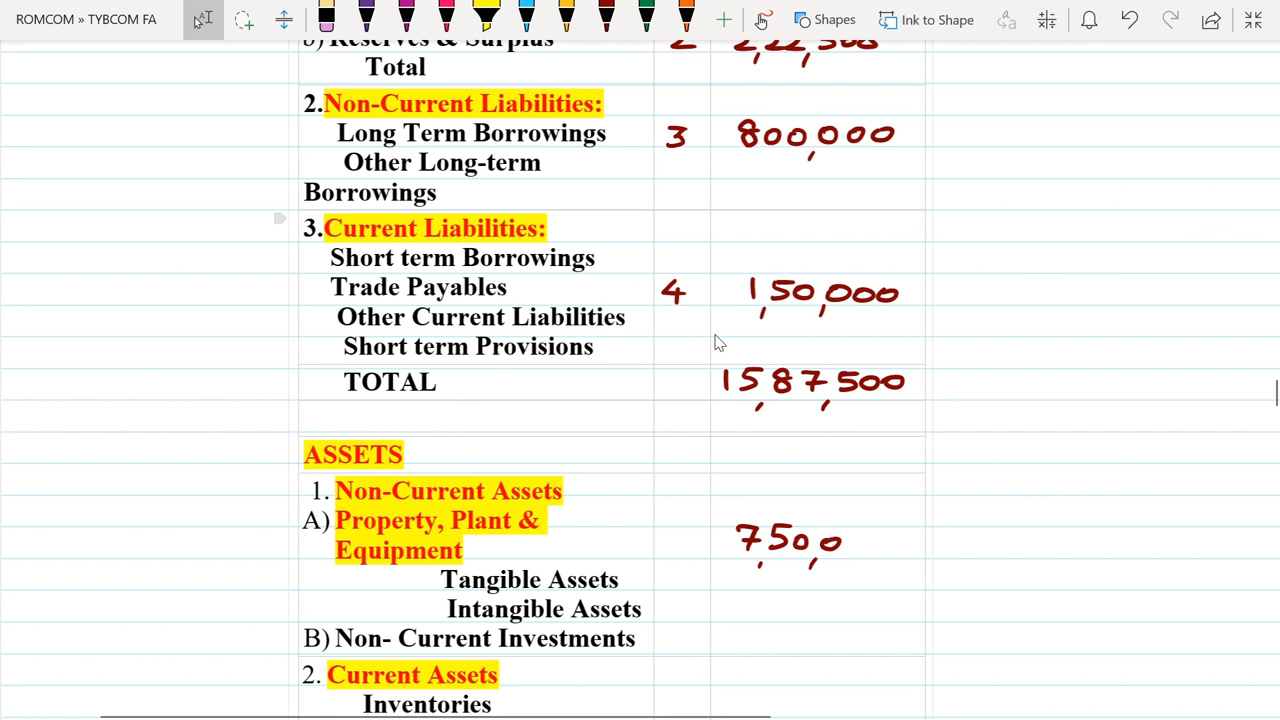 ROMCOM » TYBCOM FA
Shapes
Ink to Shape
b) Reserves & Surplus 2
Total
2.Non-Current Liabilities:
Long Term Borrowings 3 800,000
Other Long-term
Borrowings
3.Current Liabilities:
Short term Borrowings
Trade Payables 4 1,50,000
Other Current Liabilities
Short term Provisions
TOTAL 15,87,500
ASSETS
1. Non-Current Assets
A) Property, Plant &
Equipment 7,50,0
Tangible Assets
Intangible Assets
B) Non- Current Investments
2. Current Assets
Inventories